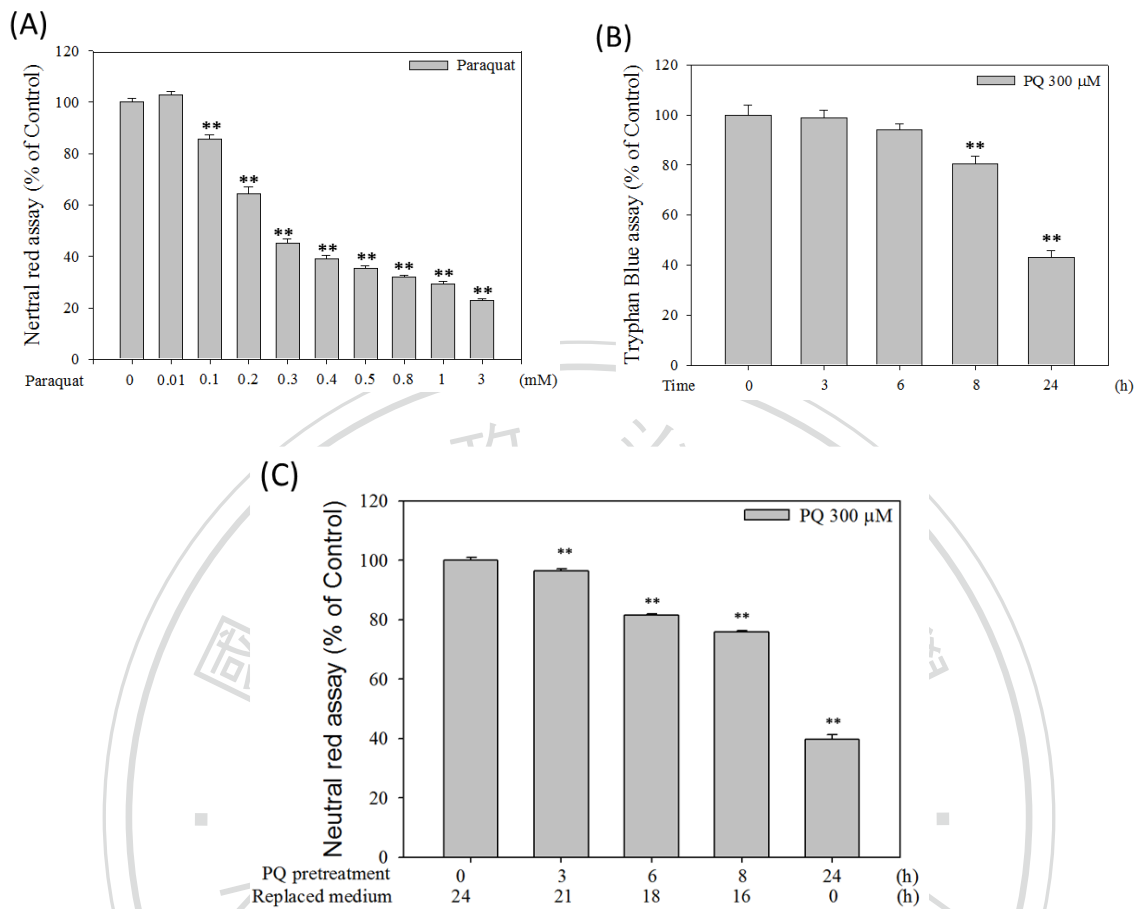 (A)
120
100
80
60
40
20
0
Nertral red assay (% of Control)
Paraquat
**
**
**
**
**
**
**
**
Paraquat 0 0.01 0.1 0.2 0.3 0.4 0.5 0.8 1 3 (mM)
(B)
120
100
80
60
40
20
0
Tryphan Blue assay (% of Control)
PQ 300 μM
**
**
Time 0 3 6 8 24 (h)
政治
國
(C)
120
100
80
60
40
20
0
Neutral red assay (% of Control)
PQ 300 μM
**
**
**
**
PQ pretreatment 0 3 6 8 24 (h)
Replaced medium 24 21 18 16 0 (h)